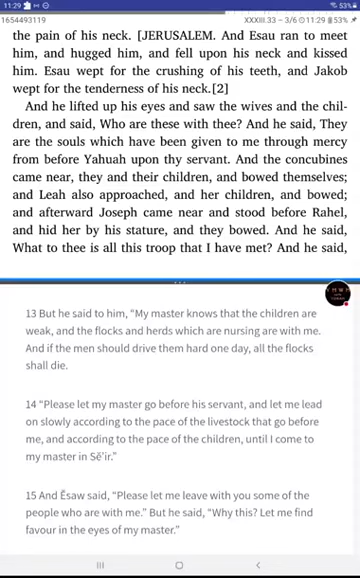 11:29
53%
1654493119
XXXIII.33 – 3/6 11:29 53%
the pain of his neck. [JERUSALEM. And Esau ran to meet
him, and hugged him, and fell upon his neck and kissed
him. Esau wept for the crushing of his teeth, and Jakob
wept for the tenderness of his neck.[2]
And he lifted up his eyes and saw the wives and the chil-
dren, and said, Who are these with thee? And he said, They
are the souls which have been given to me through mercy
from before Yahuah upon thy servant. And the concubines
came near, they and their children, and bowed themselves;
and Leah also approached, and her children, and bowed;
and afterward Joseph came near and stood before Rahel,
and hid her by his stature, and they bowed. And he said,
What to thee is all this troop that I have met? And he said,
13 But he said to him, “My master knows that the children are
weak, and the flocks and herds which are nursing are with me.
And if the men should drive them hard one day, all the flocks
shall die.
14 “Please let my master go before his servant, and let me lead
on slowly according to the pace of the livestock that go before
me, and according to the pace of the children, until I come to
my master in Sĕ’ir.”
15 And Ĕsaw said, “Please let me leave with you some of the
people who are with me.” But he said, “Why this? Let me find
favour in the eyes of my master.”